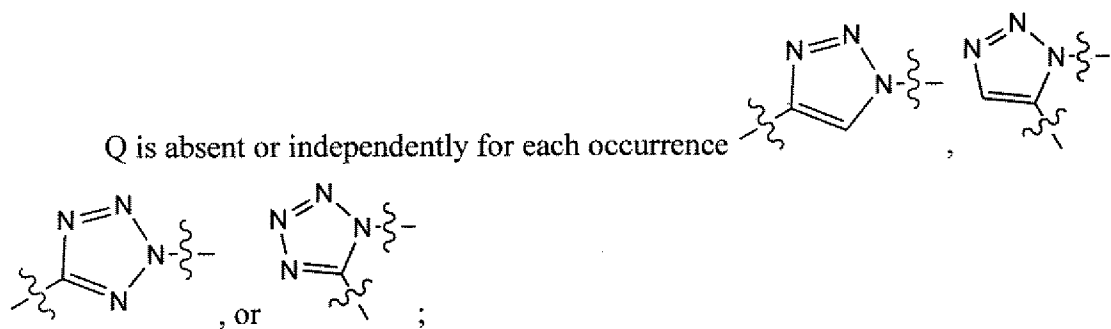 N N N N N N
Q is absent or independently for each occurrence ,
N N N N N N N N
, or ;